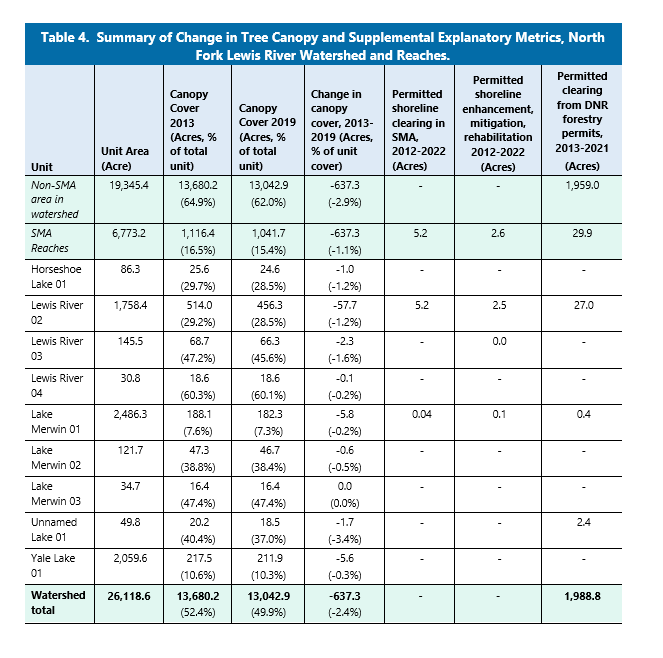 Table 4. Summary of Change in Tree Canopy and Supplemental Explanatory Metrics, North
Fork Lewis River Watershed and Reaches.
Unit | Unit Area (Acre) | Canopy Cover 2013 (Acres, % of total unit) | Canopy Cover 2019 (Acres, % of total unit) | Change in canopy cover, 2013-2019 (Acres, % of unit cover) | Permitted shoreline clearing in SMA, 2012-2022 (Acres) | Permitted shoreline enhancement, mitigation, rehabilitation 2012-2022 (Acres) | Permitted clearing from DNR forestry permits, 2013-2021 (Acres)
Non-SMA area in watershed | 19,345.4 | 13,680.2 (64.9%) | 13,042.9 (62.0%) | -637.3 (-2.9%) | - | - | 1,959.0
SMA Reaches | 6,773.2 | 1,116.4 (16.5%) | 1,041.7 (15.4%) | -637.3 (-1.1%) | 5.2 | 2.6 | 29.9
Horseshoe Lake 01 | 86.3 | 25.6 (29.7%) | 24.6 (28.5%) | -1.0 (-1.2%) | - | - | -
Lewis River 02 | 1,758.4 | 514.0 (29.2%) | 456.3 (28.5%) | -57.7 (-1.2%) | 5.2 | 2.5 | 27.0
Lewis River 03 | 145.5 | 68.7 (47.2%) | 66.3 (45.6%) | -2.3 (-1.6%) | - | 0.0 | -
Lewis River 04 | 30.8 | 18.6 (60.3%) | 18.6 (60.1%) | -0.1 (-0.2%) | - | - | -
Lake Merwin 01 | 2,486.3 | 188.1 (7.6%) | 182.3 (7.3%) | -5.8 (-0.2%) | 0.04 | 0.1 | 0.4
Lake Merwin 02 | 121.7 | 47.3 (38.8%) | 46.7 (38.4%) | -0.6 (-0.5%) | - | - | -
Lake Merwin 03 | 34.7 | 16.4 (47.4%) | 16.4 (47.4%) | 0.0 (0.0%) | - | - | -
Unnamed Lake 01 | 49.8 | 20.2 (40.4%) | 18.5 (37.0%) | -1.7 (-3.4%) | - | - | 2.4
Yale Lake 01 | 2,059.6 | 217.5 (10.6%) | 211.9 (10.3%) | -5.6 (-0.3%) | - | - | -
Watershed total | 26,118.6 | 13,680.2 (52.4%) | 13,042.9 (49.9%) | -637.3 (-2.4%) | - | - | 1,988.8